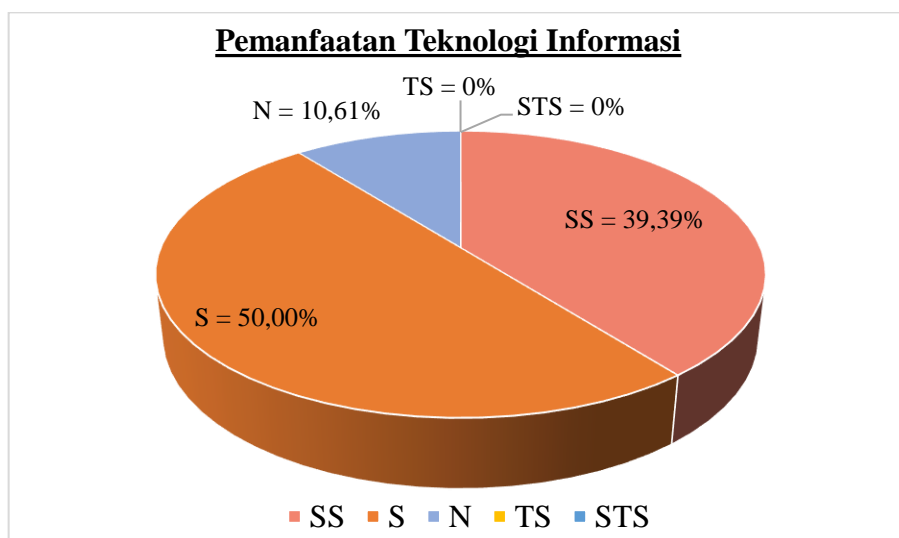 Pemanfaatan Teknologi Informasi
TS = 0%
STS = 0%
N = 10,61%
SS = 39,39%
S = 50,00%
SS S N TS STS